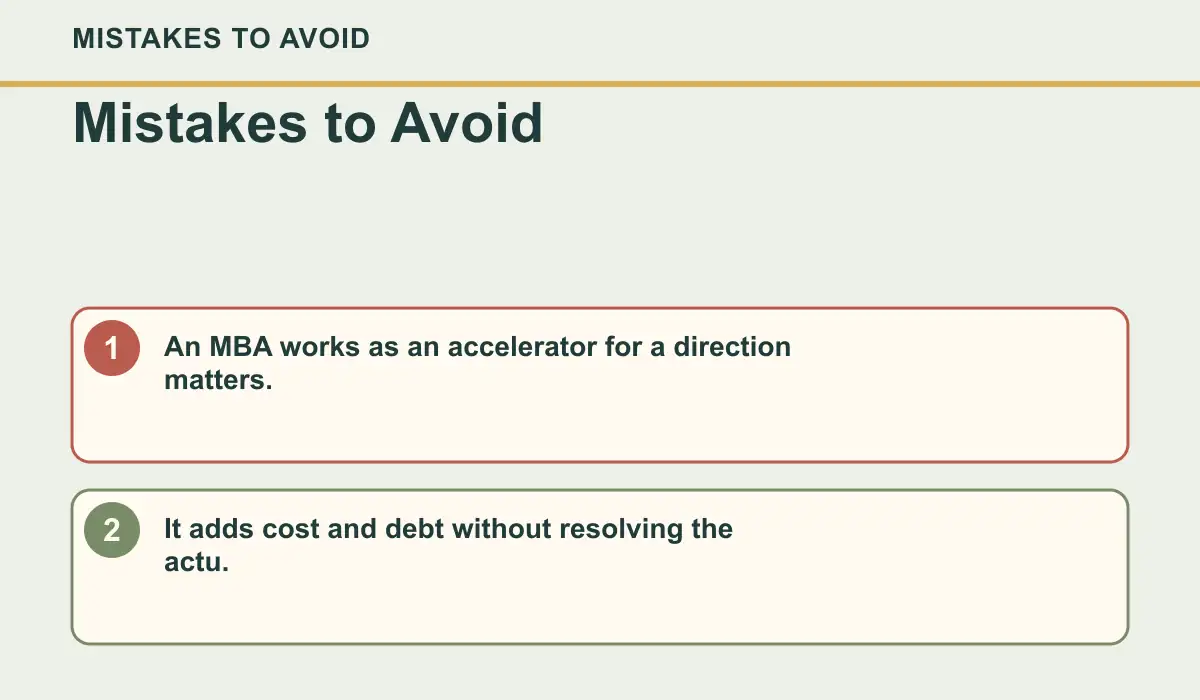 MISTAKES TO AVOID
Mistakes to Avoid
1
An MBA works as an accelerator for a direction
matters.
2
It adds cost and debt without resolving the
actu.